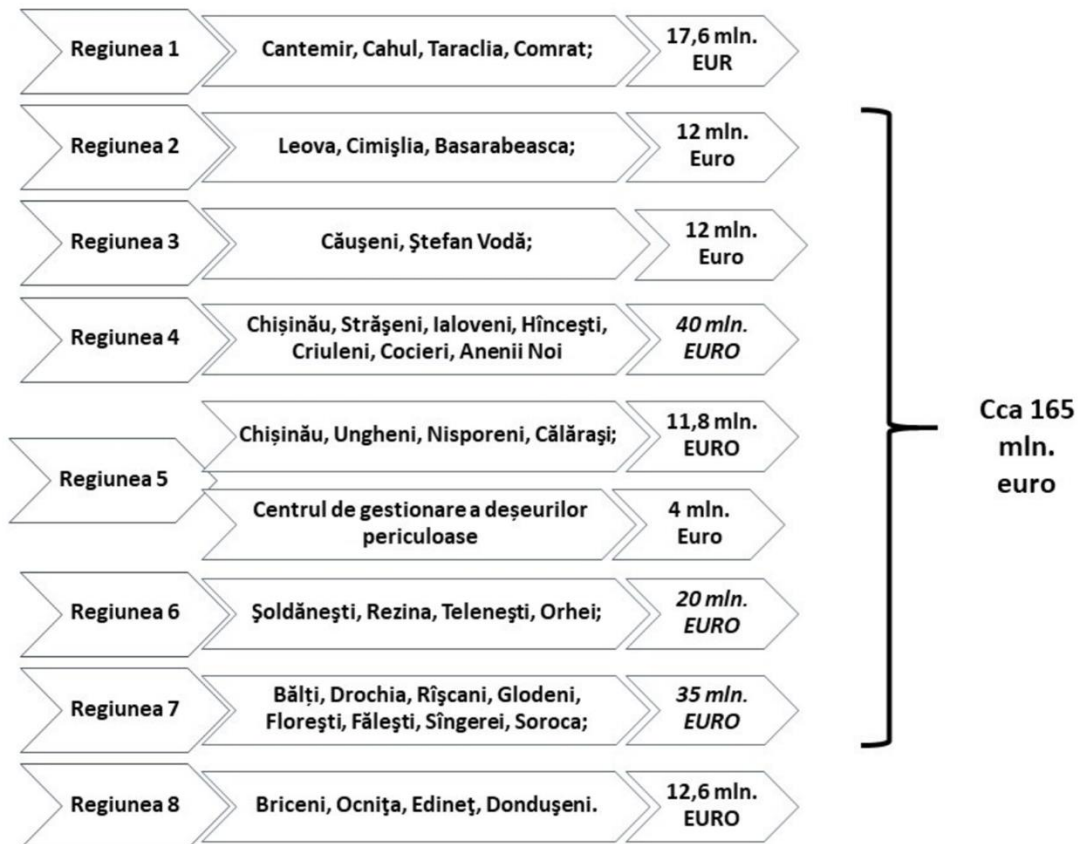 Regiunea 1
Cantemir, Cahul, Taraclia, Comrat;
17,6 mln.
EUR
Regiunea 2
Leova, Cimişlia, Basarabeasca;
12 mln.
Euro
Regiunea 3
Căuşeni, Ştefan Vodă;
12 mln.
Euro
Regiunea 4
Chișinău, Străşeni, Ialoveni, Hînceşti,
Criuleni, Cocieri, Anenii Noi
40 mln.
EURO
Regiunea 5
Chișinău, Ungheni, Nisporeni, Călăraşi;
11,8 mln.
EURO
Centrul de gestionare a deșeurilor
periculoase
4 mln.
Euro
Regiunea 6
Şoldăneşti, Rezina, Teleneşti, Orhei;
20 mln.
EURO
Regiunea 7
Bălți, Drochia, Rîşcani, Glodeni,
Floreşti, Făleşti, Sîngerei, Soroca;
35 mln.
EURO
Regiunea 8
Briceni, Ocniţa, Edineţ, Donduşeni.
12,6 mln.
EURO
Cca 165
mln.
euro